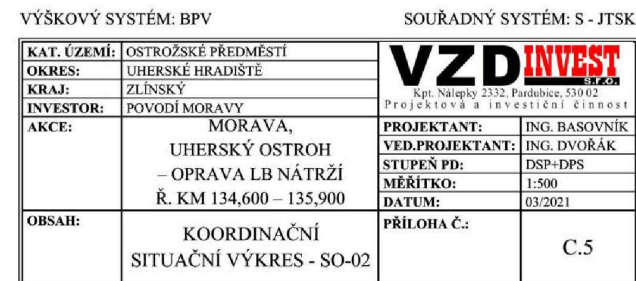 VÝŠKOVÝ SYSTÉM: BPV
SOUŘADNÝ SYSTÉM: S - JTSK
KAT. ÚZEMÍ: OSTROŽSKÉ PŘEDMĚSTÍ
OKRES: UHERSKÉ HRADIŠTĚ
KRAJ: ZLÍNSKÝ
INVESTOR: POVODÍ MORAVY
VZD INVEST s.r.o.
Kpt. Nálepky 2332, Pardubice, 530 02
Projektová a investiční činnost
AKCE: MORAVA,
UHERSKÝ OSTROH
– OPRAVA LB NÁTRŽÍ
Ř. KM 134,600 – 135,900
PROJEKTANT: ING. BASOVNÍK
VED.PROJEKTANT: ING. DVOŘÁK
STUPEŇ PD: DSP+DPS
MĚŘÍTKO: 1:500
DATUM: 03/2021
OBSAH: KOORDINAČNÍ
SITUAČNÍ VÝKRES - SO-02
PŘÍLOHA Č.: C.5